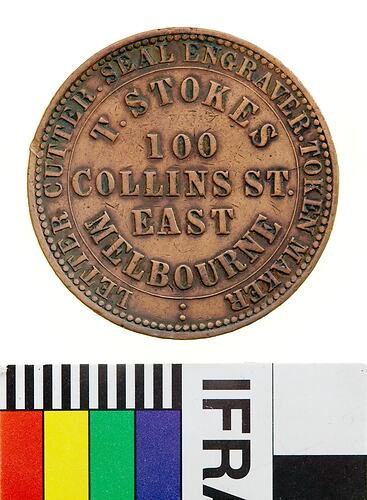 LETTER CUTTER. SEAL ENGRAVER. TOKEN MAKER
T. STOKES
100
COLLINS ST.
EAST
MELBOURNE
IFRA